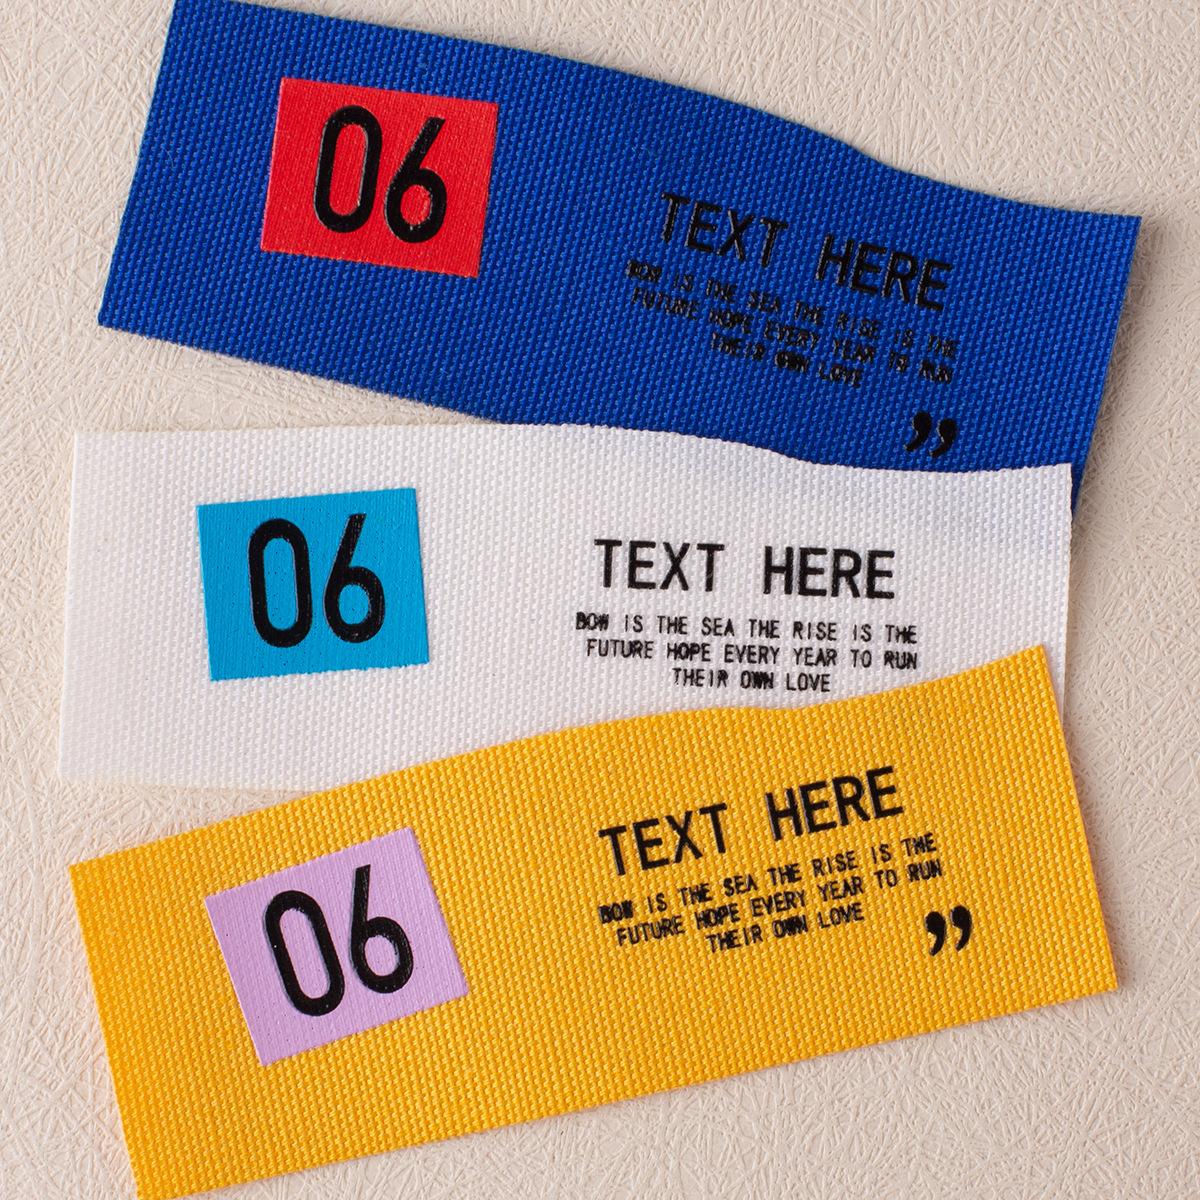 06
TEXT HERE
BOW IS THE SEA THE RISE IS THE
FUTURE HOPE EVERY YEAR TO RUN
THEIR OWN LOVE
”
06
TEXT HERE
BOW IS THE SEA THE RISE IS THE
FUTURE HOPE EVERY YEAR TO RUN
THEIR OWN LOVE
06
TEXT HERE
BOW IS THE SEA THE RISE IS THE
FUTURE HOPE EVERY YEAR TO RUN
THEIR OWN LOVE
”